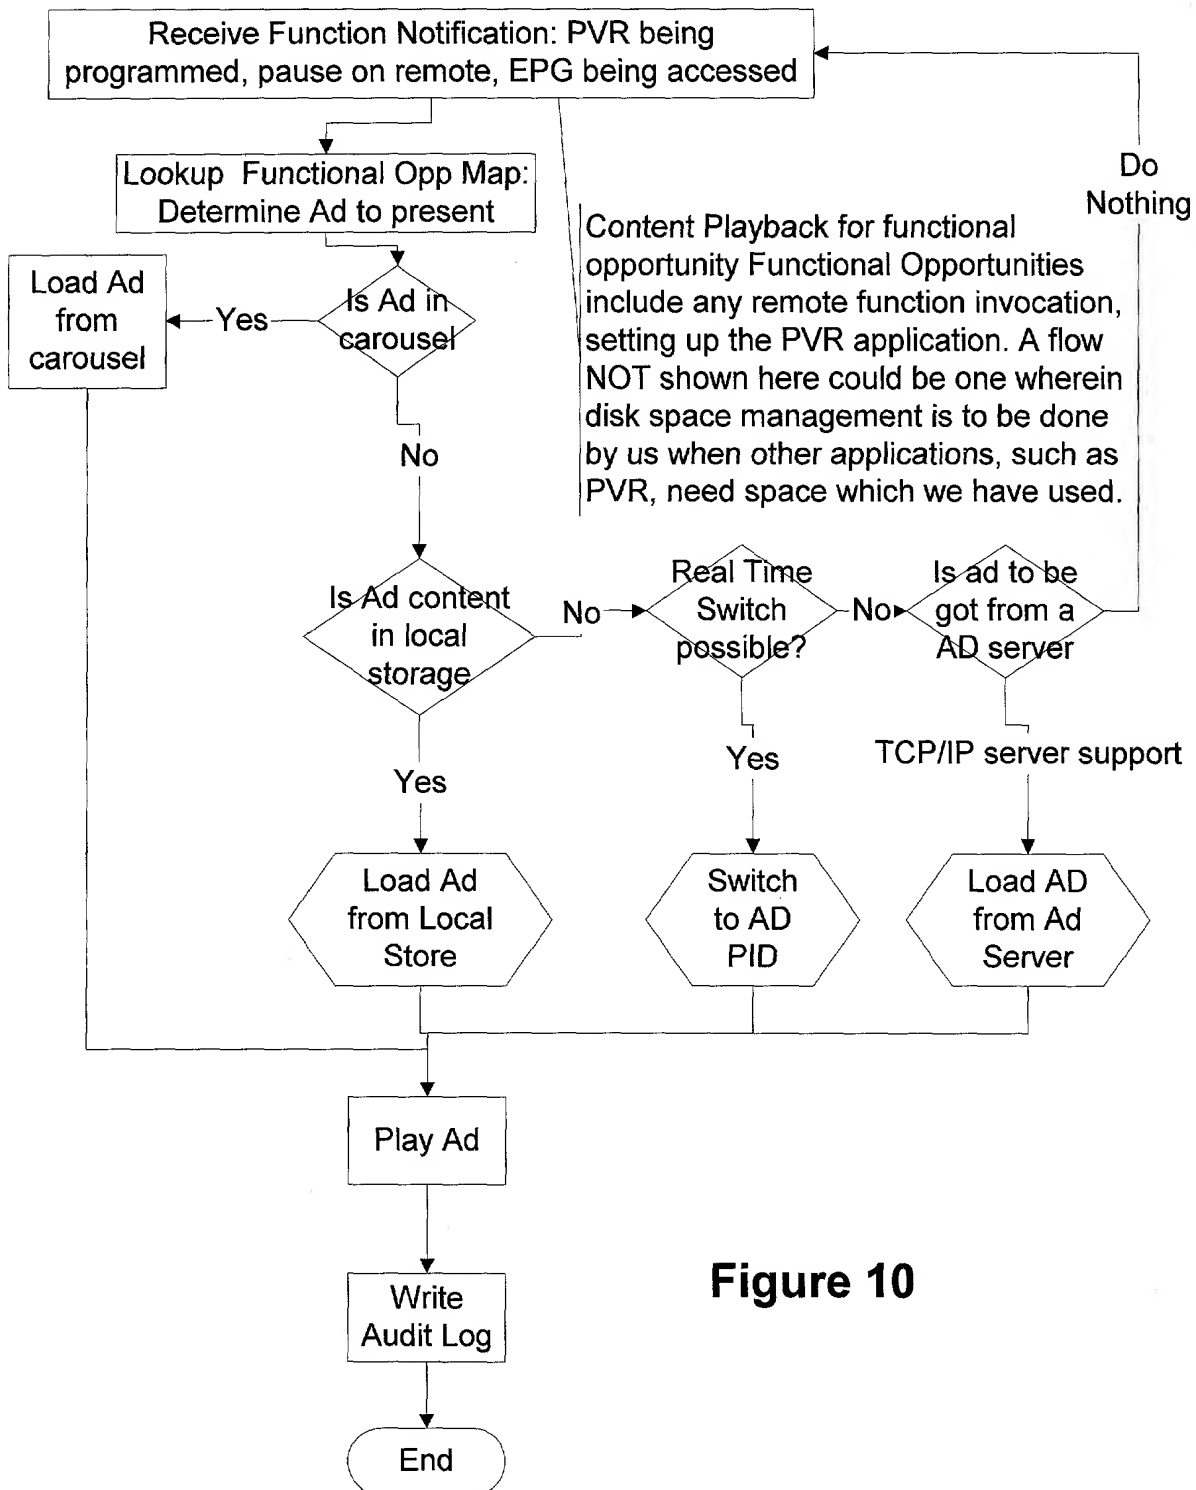 Receive Function Notification: PVR being
programmed, pause on remote, EPG being accessed
Do
Nothing
Lookup Functional Opp Map:
Determine Ad to present
Content Playback for functional
opportunity Functional Opportunities
include any remote function invocation,
setting up the PVR application. A flow
NOT shown here could be one wherein
disk space management is to be done
by us when other applications, such as
PVR, need space which we have used.
Load Ad
from
carousel
Yes
Is Ad in
carousel
No
Is Ad content
in local
storage
No
Real Time
Switch
possible?
No
Is ad to be
got from a
AD server
Yes
Yes
TCP/IP server support
Load Ad
from Local
Store
Switch
to AD
PID
Load AD
from Ad
Server
Play Ad
Write
Audit Log
End
Figure 10